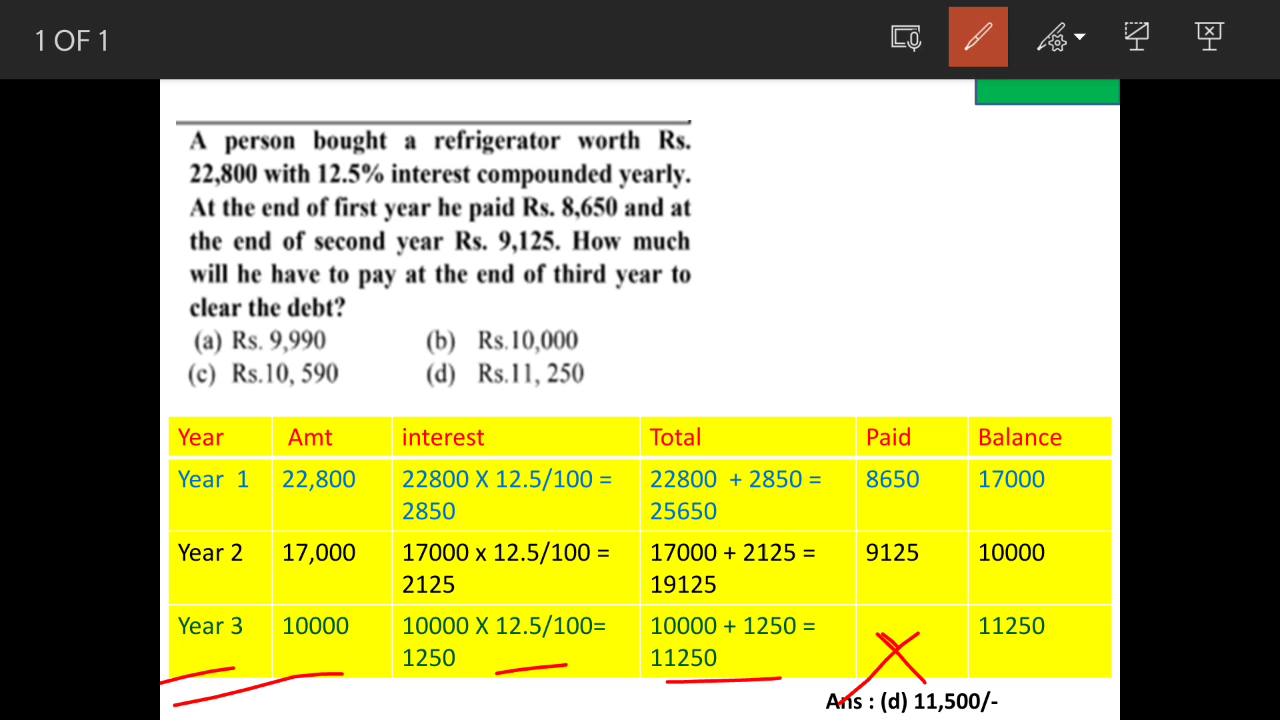 1 OF 1
A person bought a refrigerator worth Rs.
22,800 with 12.5% interest compounded yearly.
At the end of first year he paid Rs. 8,650 and at
the end of second year Rs. 9,125. How much
will he have to pay at the end of third year to
clear the debt?
(a) Rs. 9,990 (b) Rs.10,000
(c) Rs.10, 590 (d) Rs.11, 250
Year Amt interest Total Paid Balance
Year 1 22,800 22800 X 12.5/100 = 22800 + 2850 = 8650 17000
2850 25650
Year 2 17,000 17000 x 12.5/100 = 17000 + 2125 = 9125 10000
2125 19125
Year 3 10000 10000 X 12.5/100= 10000 + 1250 = 11250
1250 11250
Ans : (d) 11,500/-